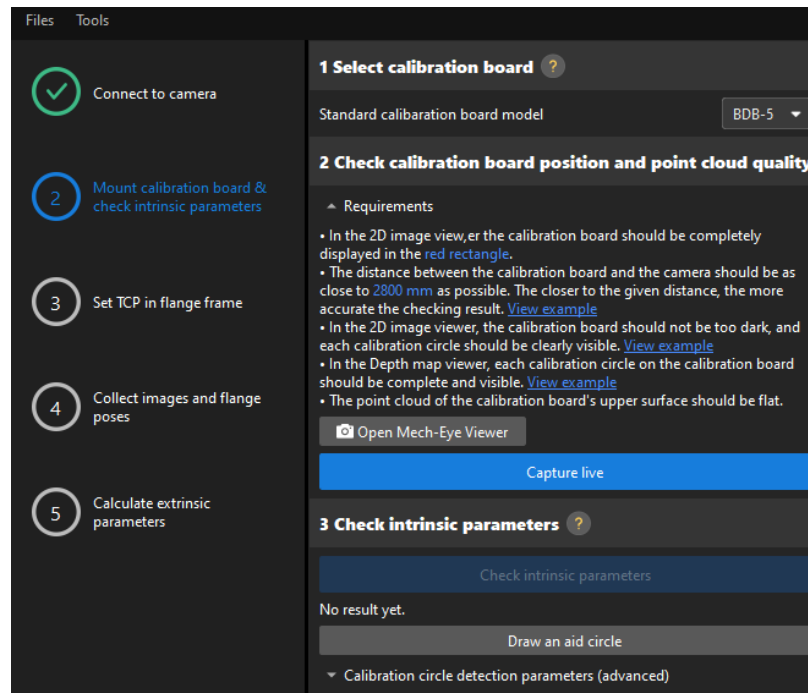 Files Tools
Connect to camera
2 Mount calibration board &
check intrinsic parameters
3 Set TCP in flange frame
4 Collect images and flange
poses
5 Calculate extrinsic
parameters
1 Select calibration board ?
Standard calibaration board model BDB-5
2 Check calibration board position and point cloud quality
Requirements
• In the 2D image view,er the calibration board should be completely
displayed in the red rectangle.
• The distance between the calibration board and the camera should be as
close to 2800 mm as possible. The closer to the given distance, the more
accurate the checking result. View example
• In the 2D image viewer, the calibration board should not be too dark, and
each calibration circle should be clearly visible. View example
• In the Depth map viewer, each calibration circle on the calibration board
should be complete and visible. View example
• The point cloud of the calibration board's upper surface should be flat.
Open Mech-Eye Viewer
Capture live
3 Check intrinsic parameters ?
Check intrinsic parameters
No result yet.
Draw an aid circle
Calibration circle detection parameters (advanced)